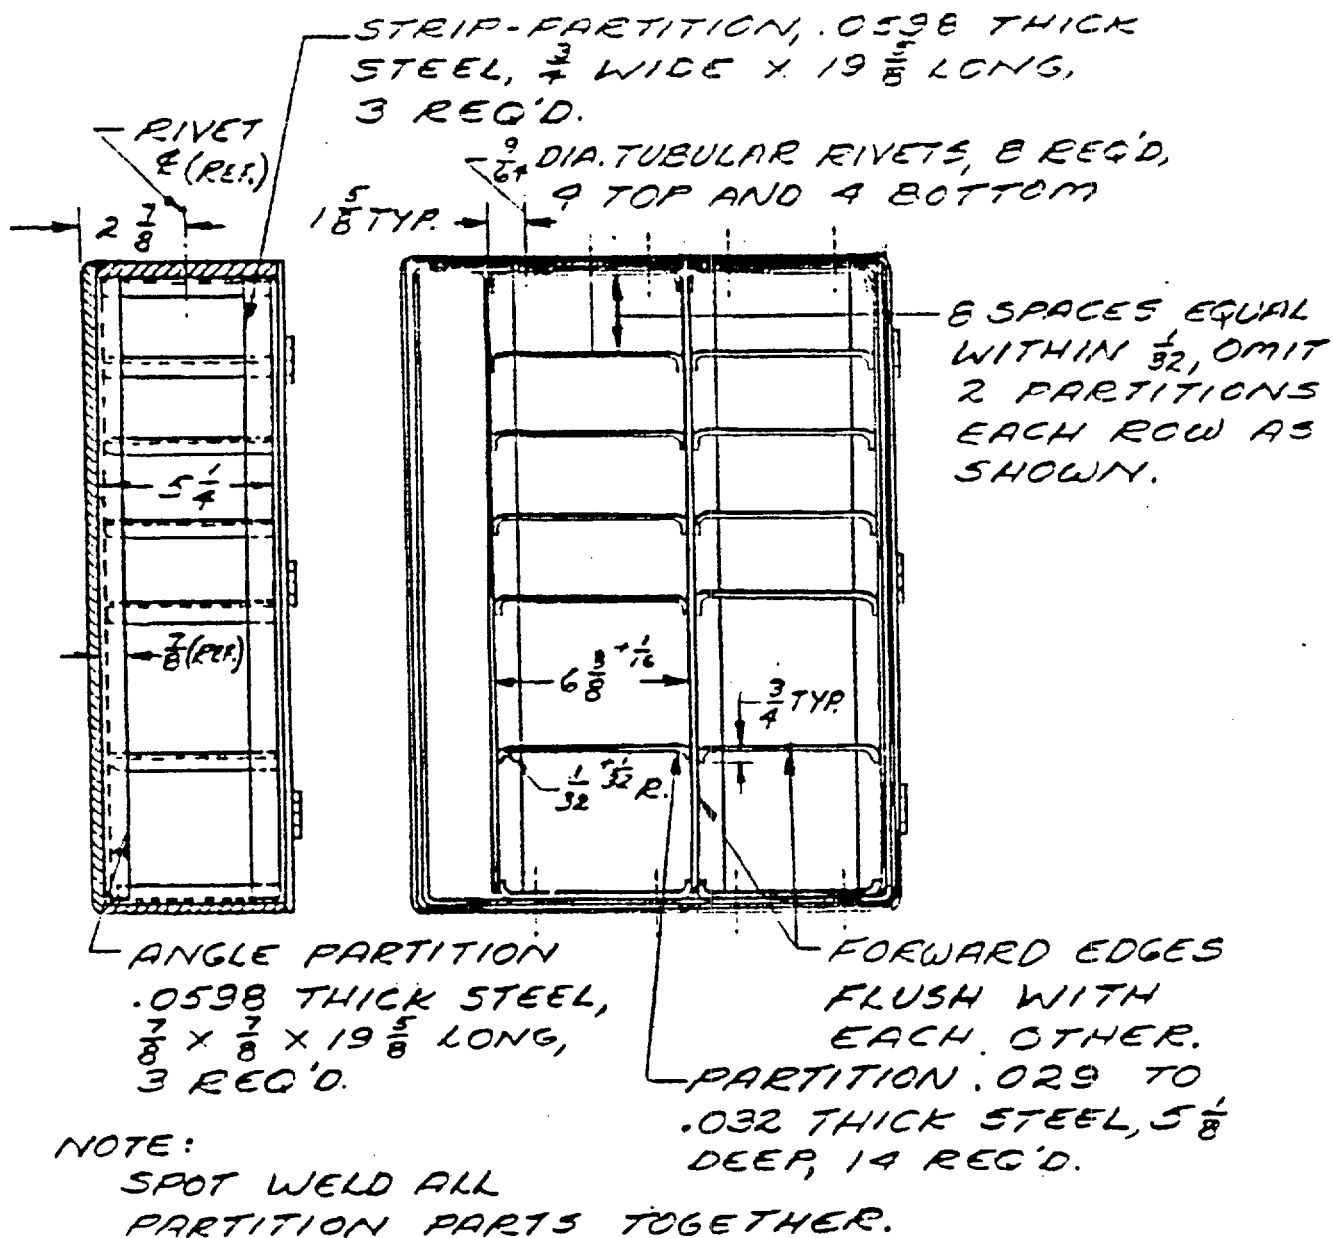 STRIP-PARTITION, .0598 THICK
STEEL, 3/4 WIDE X 19 5/8 LONG,
3 REQ'D.
RIVET
℄ (REF.)
9/64 DIA. TUBULAR RIVETS, 8 REQ'D,
4 TOP AND 4 BOTTOM
2 7/8
1 5/8 TYP.
8 SPACES EQUAL
WITHIN 1/32, OMIT
2 PARTITIONS
EACH ROW AS
SHOWN.
5 1/4
7/8 (REF.)
6 3/8 +1/16
3/4 TYP.
1/32 +1/32 R.
ANGLE PARTITION
.0598 THICK STEEL,
7/8 X 7/8 X 19 5/8 LONG,
3 REQ'D.
FORWARD EDGES
FLUSH WITH
EACH OTHER.
PARTITION .029 TO
.032 THICK STEEL, 5 1/8
DEEP, 14 REQ'D.
NOTE:
SPOT WELD ALL
PARTITION PARTS TOGETHER.